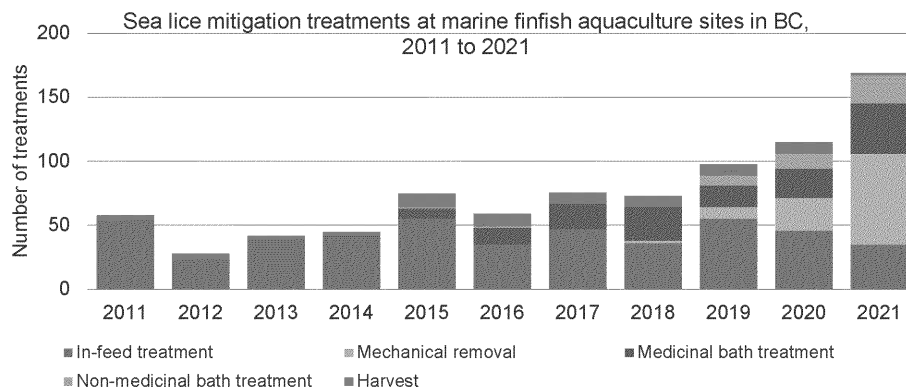 Sea lice mitigation treatments at marine finfish aquaculture sites in BC,
2011 to 2021
Number of treatments
200
150
100
50
0
2011 2012 2013 2014 2015 2016 2017 2018 2019 2020 2021
In-feed treatment Mechanical removal Medicinal bath treatment
Non-medicinal bath treatment Harvest